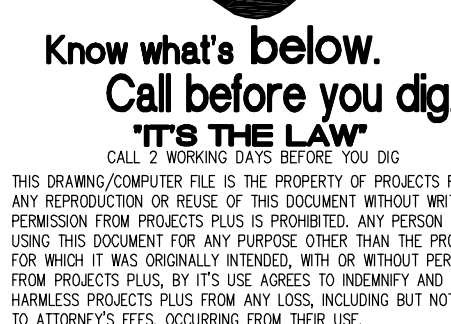 Know what's below.
Call before you dig.
"IT'S THE LAW"
CALL 2 WORKING DAYS BEFORE YOU DIG
THIS DRAWING/COMPUTER FILE IS THE PROPERTY OF PROJECTS
ANY REPRODUCTION OR REUSE OF THIS DOCUMENT WITHOUT
PERMISSION FROM PROJECTS PLUS IS PROHIBITED. ANY PERSON
USING THIS DOCUMENT FOR ANY PURPOSE OTHER THAN THE
FOR WHICH IT WAS ORIGINALLY INTENDED, WITH OR WITHOUT
FROM PROJECTS PLUS, BY IT'S USE AGREES TO INDEMNIFY AND
HARMLESS PROJECTS PLUS FROM ANY LOSS, INCLUDING BUT
TO ATTORNEY'S FEES, OCCURRING FROM THEIR USE.